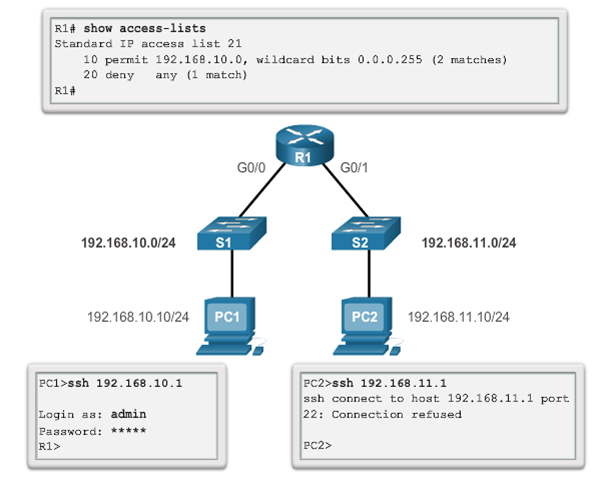 R1# show access-lists
Standard IP access list 21
10 permit 192.168.10.0, wildcard bits 0.0.0.255 (2 matches)
20 deny any (1 match)
R1#
R1
G0/0
G0/1
192.168.10.0/24
S1
S2
192.168.11.0/24
192.168.10.10/24
PC1
PC2
192.168.11.10/24
PC1>ssh 192.168.10.1
Login as: admin
Password: *****
R1>
PC2>ssh 192.168.11.1
ssh connect to host 192.168.11.1 port
22: Connection refused
PC2>